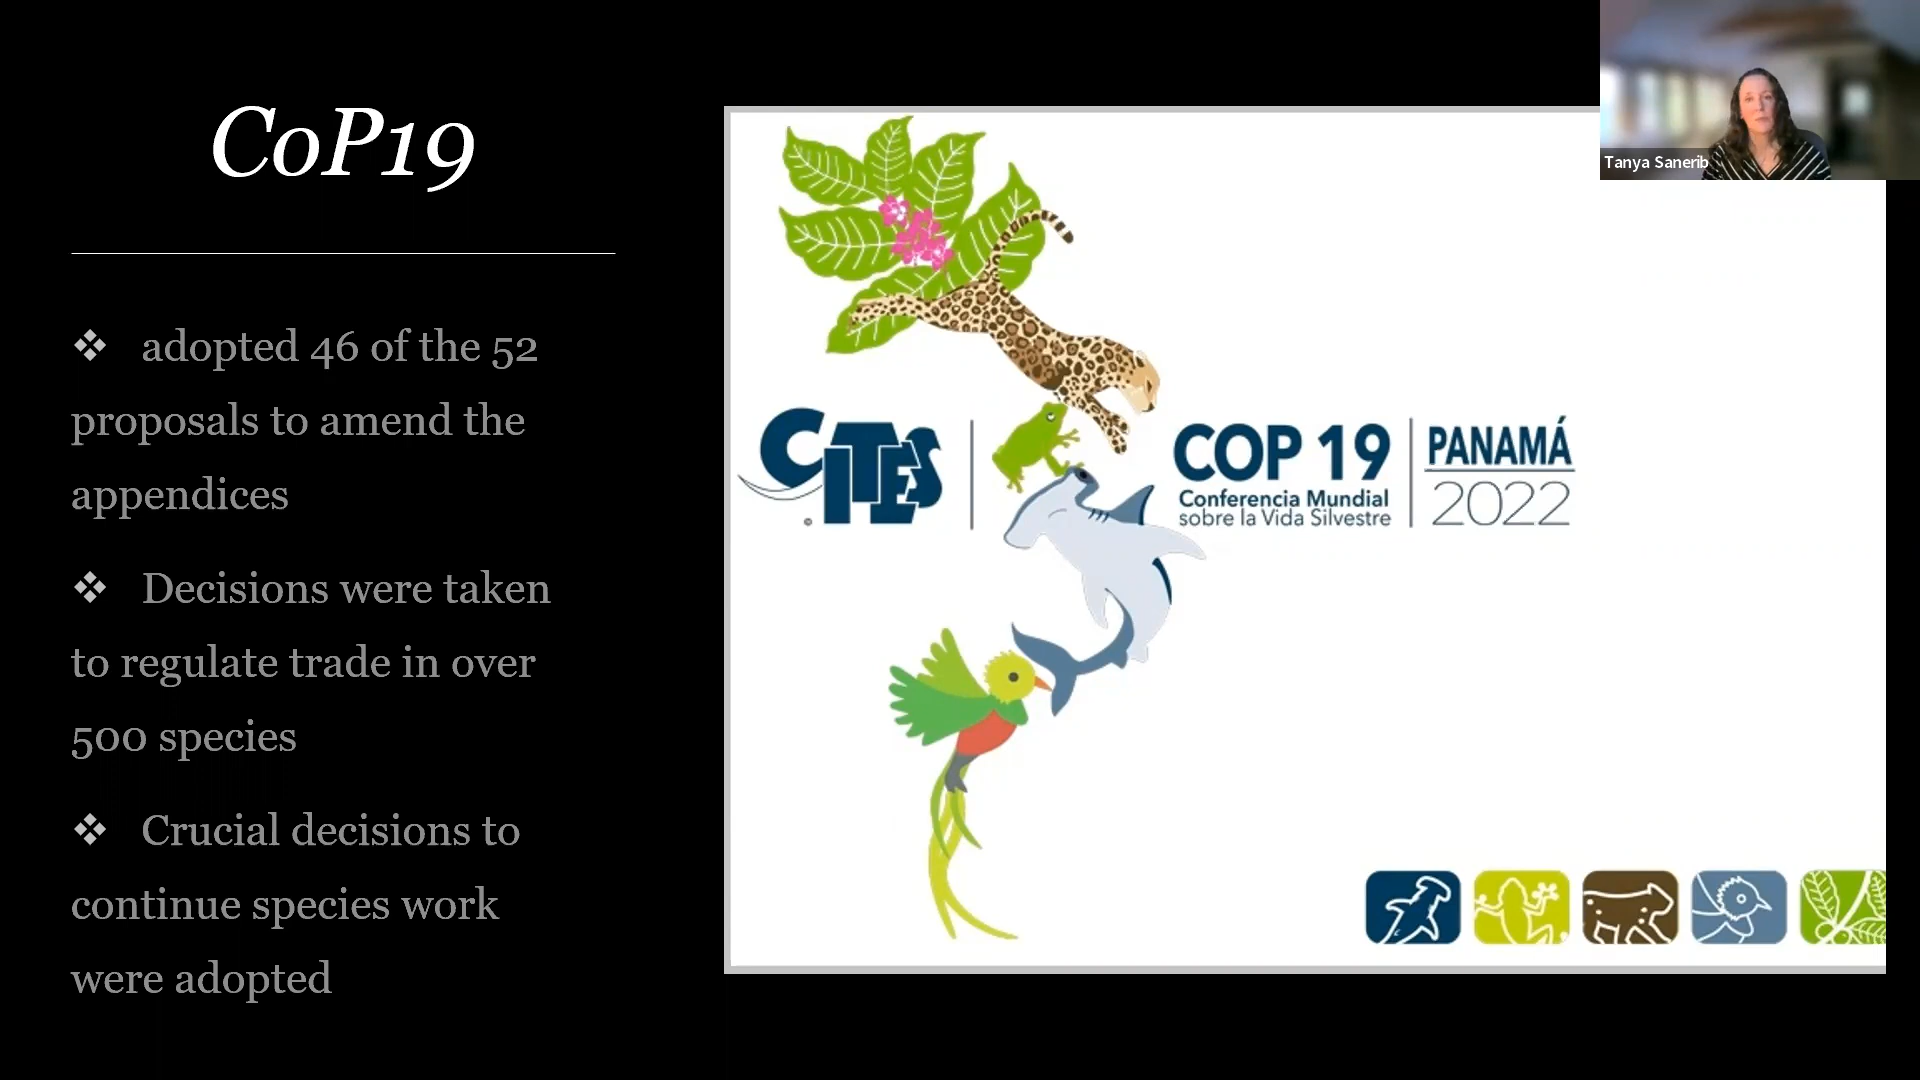 CoP19
❖ adopted 46 of the 52
proposals to amend the
appendices
❖ Decisions were taken
to regulate trade in over
500 species
❖ Crucial decisions to
continue species work
were adopted
CITES
®
COP 19
Conferencia Mundial
sobre la Vida Silvestre
PANAMÁ
2022
Tanya Sanerib